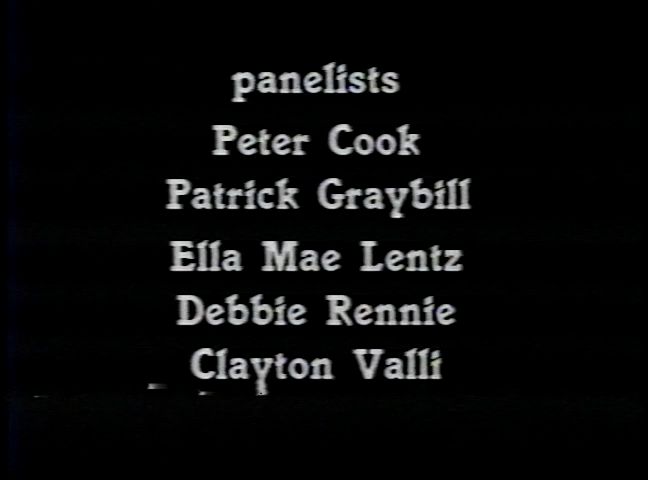 panelists
Peter Cook
Patrick Graybill
Ella Mae Lentz
Debbie Rennie
Clayton Valli